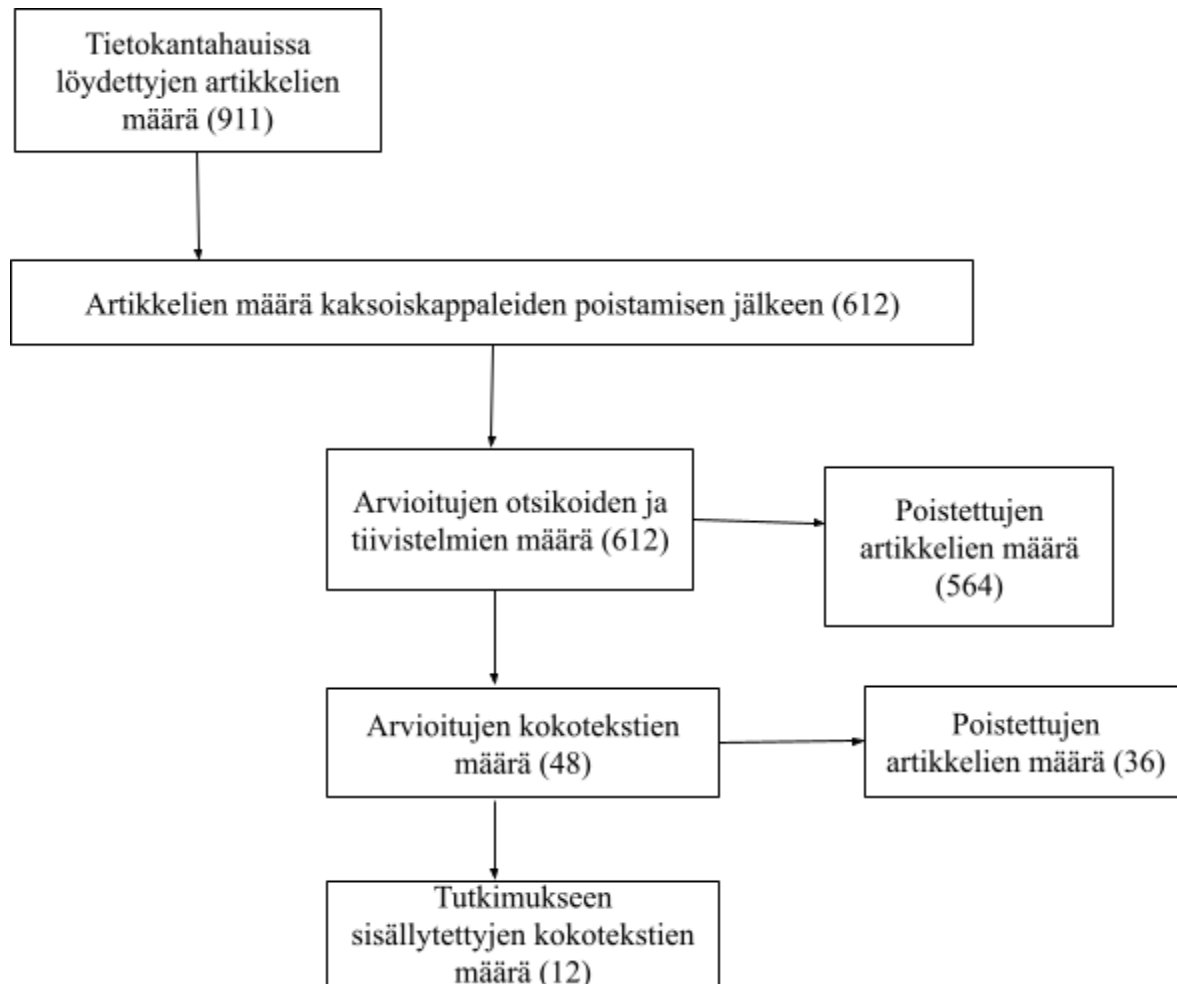 Tietokantahauissa
löydettyjen artikkelien
määrä (911)
Artikkelien määrä kaksoiskappaleiden poistamisen jälkeen (612)
Arvioitujen otsikoiden ja
tiivistelmien määrä (612)
Poistettujen
artikkelien määrä
(564)
Arvioitujen kokotekstien
määrä (48)
Poistettujen
artikkelien määrä (36)
Tutkimukseen
sisällytettyjen kokotekstien
määrä (12)